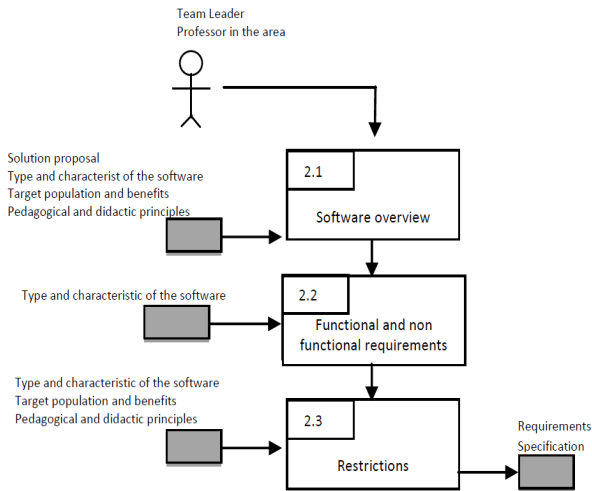 Team Leader
Professor in the area
Solution proposal
Type and characterist of the software
Target population and benefits
Pedagogical and didactic principles
2.1
Software overview
Type and characteristic of the software
2.2
Functional and non
functional requirements
Type and characteristic of the software
Target population and benefits
Pedagogical and didactic principles
2.3
Restrictions
Requirements
Specification